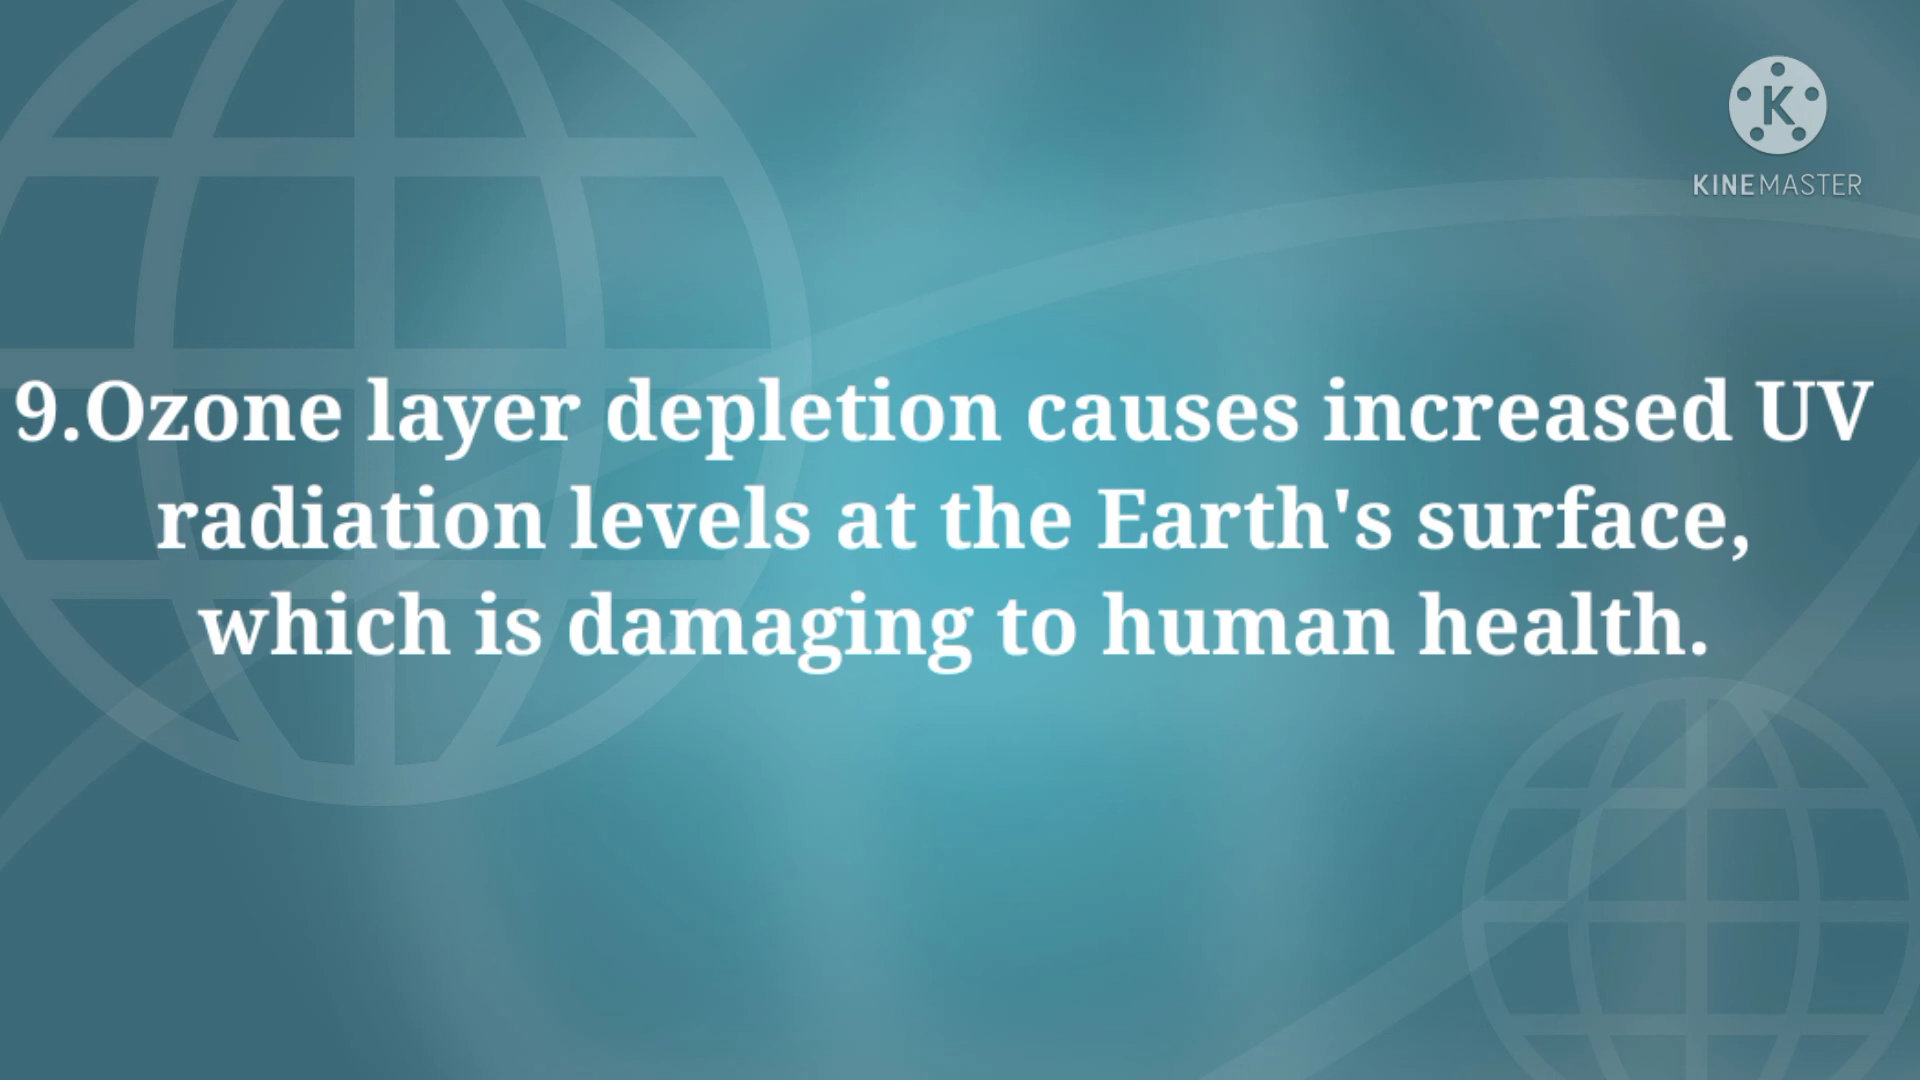 K
KINEMASTER
9.Ozone layer depletion causes increased UV
radiation levels at the Earth's surface,
which is damaging to human health.